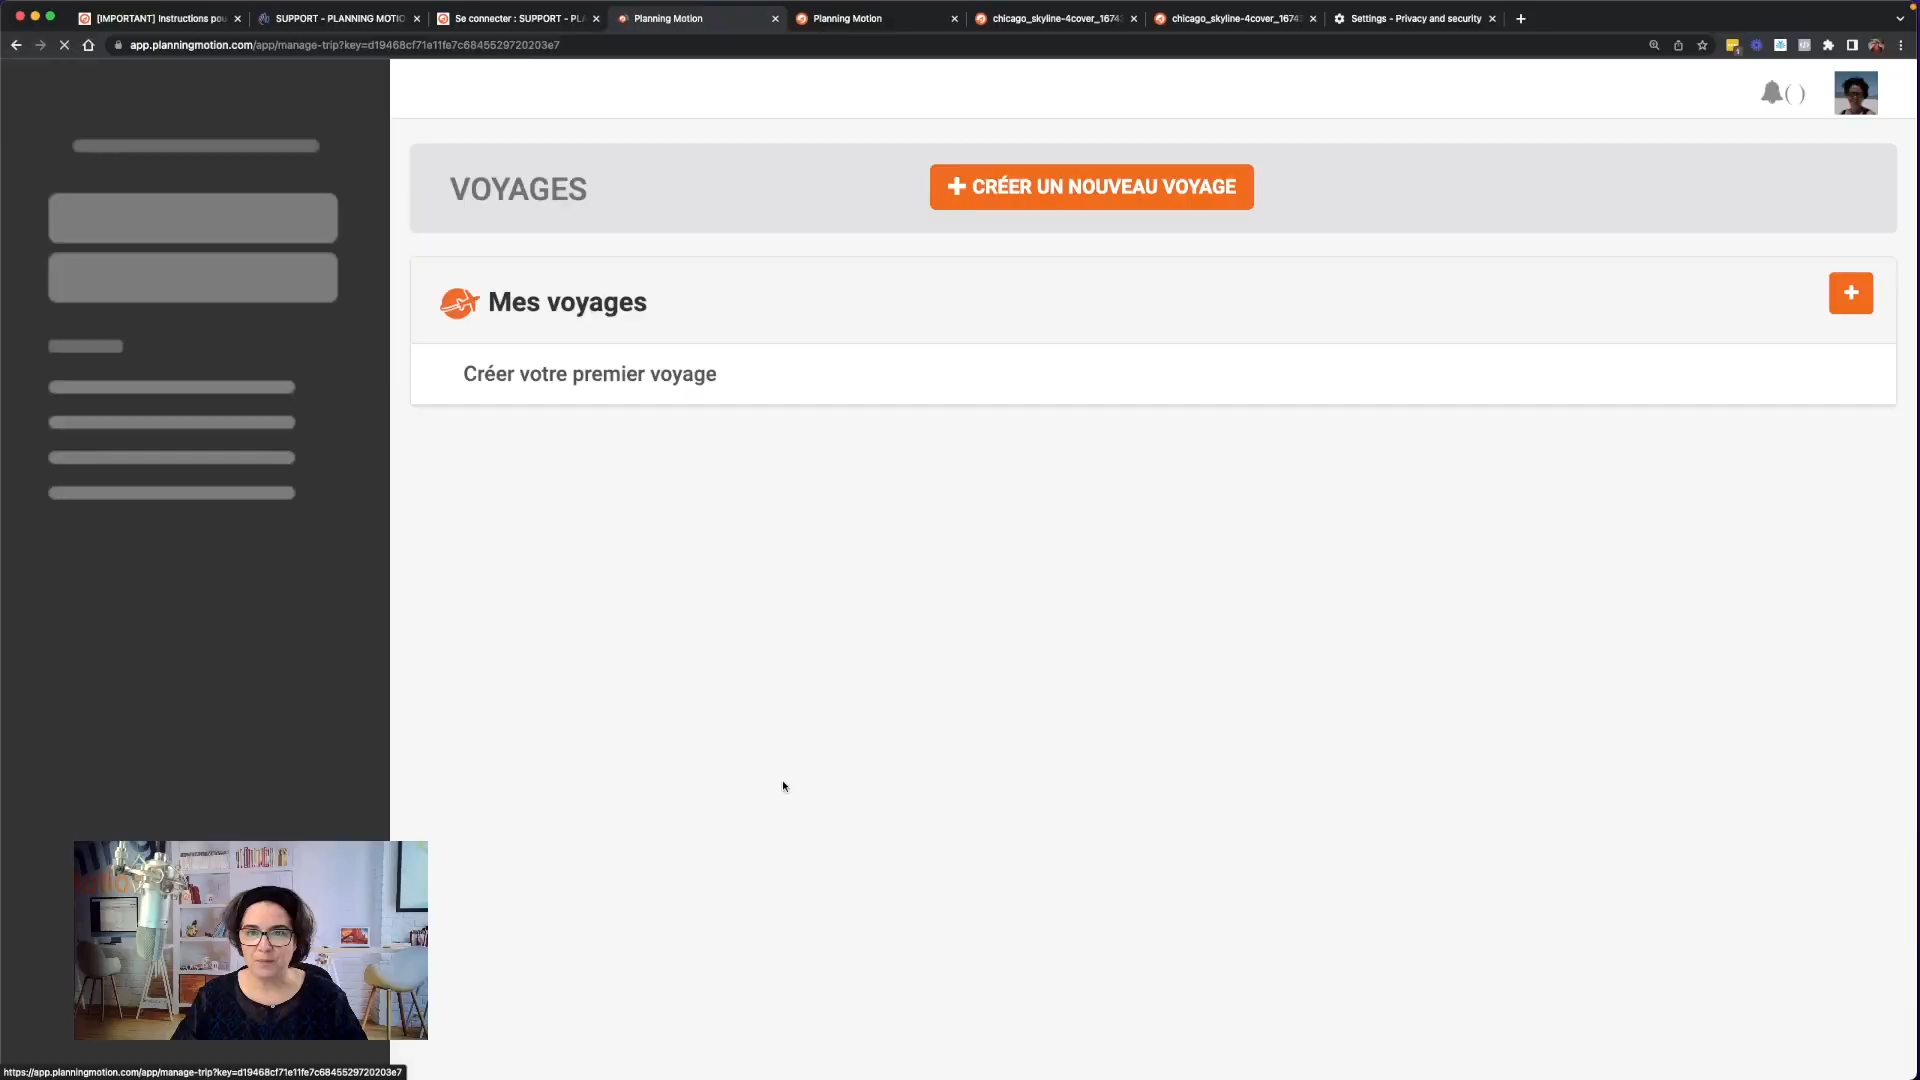 [IMPORTANT] Instructions pou
SUPPORT - PLANNING MOTIO
Se connecter : SUPPORT - PLA
Planning Motion
Planning Motion
chicago_skyline-4cover_1674
chicago_skyline-4cover_1674
Settings - Privacy and security
app.planningmotion.com/app/manage-trip?key=d19468cf71e11fe7c6845529720203e7
( )
VOYAGES
CRÉER UN NOUVEAU VOYAGE
Mes voyages
Créer votre premier voyage
https://app.planningmotion.com/app/manage-trip?key=d19468cf71e11fe7c6845529720203e7